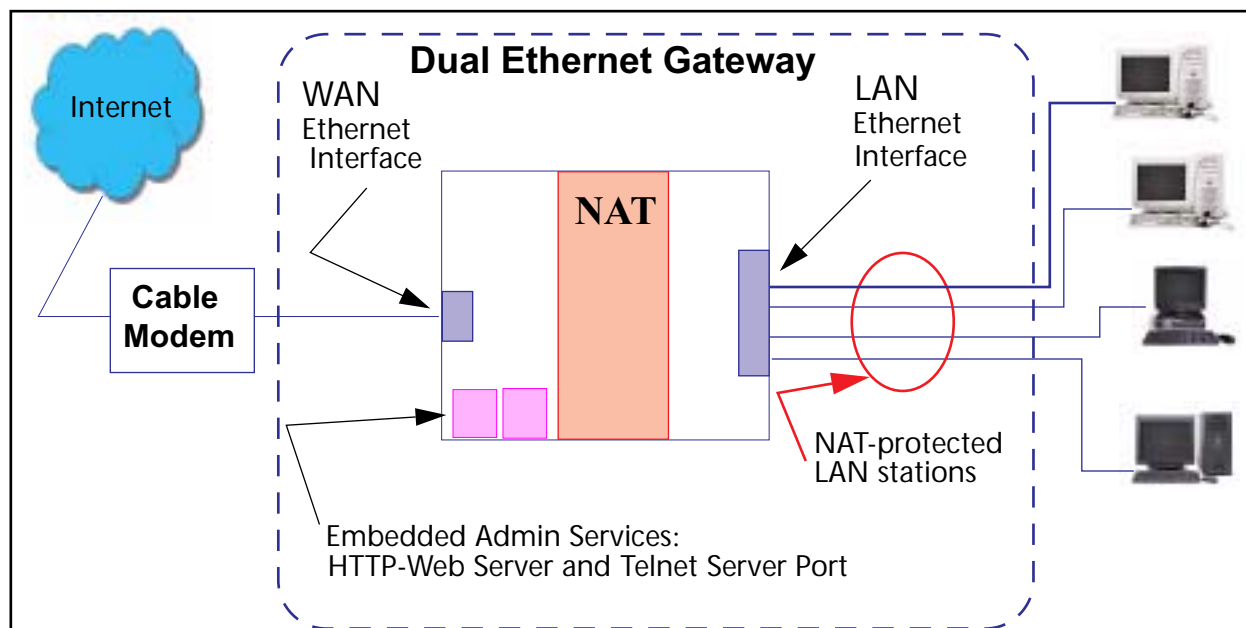 Dual Ethernet Gateway
Internet
WAN
Ethernet
Interface
LAN
Ethernet
Interface
NAT
Cable
Modem
NAT-protected
LAN stations
Embedded Admin Services:
HTTP-Web Server and Telnet Server Port